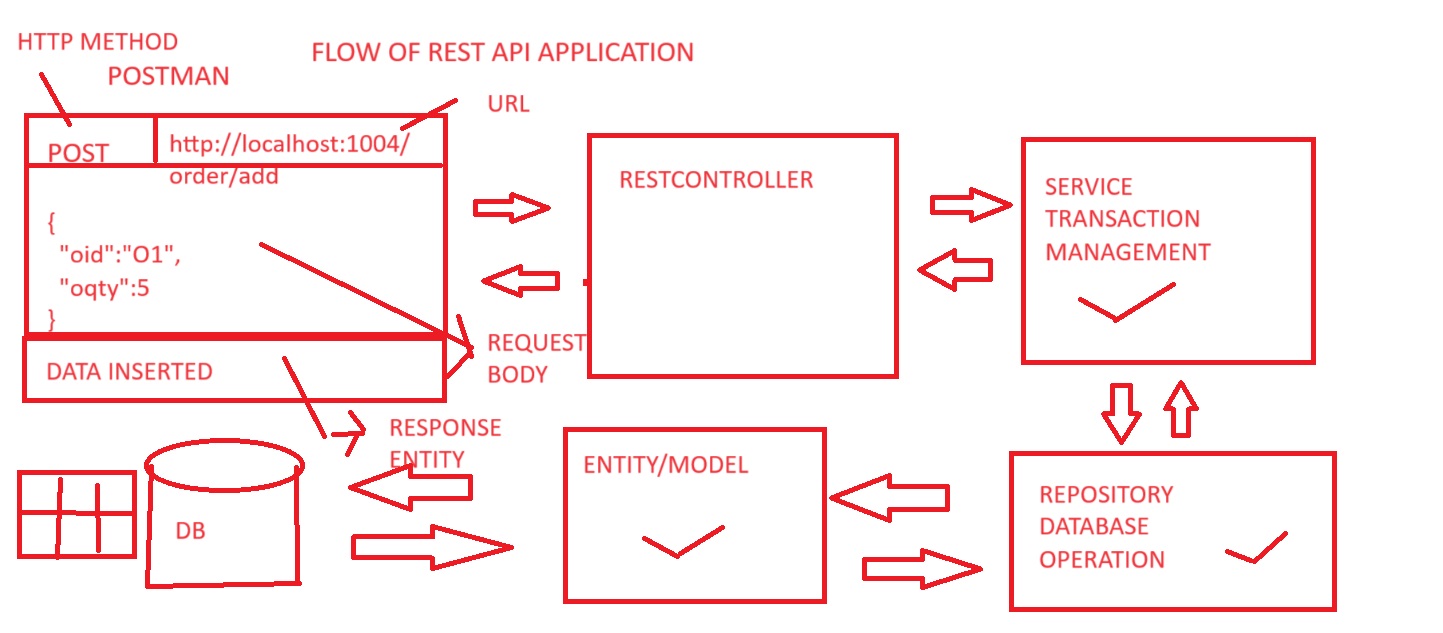 HTTP METHOD
FLOW OF REST API APPLICATION
POSTMAN
URL
POST
http://localhost:1004/
order/add
{
"oid":"O1",
"oqty":5
}
DATA INSERTED
REQUEST
BODY
RESPONSE
ENTITY
RESTCONTROLLER
SERVICE
TRANSACTION
MANAGEMENT
DB
ENTITY/MODEL
REPOSITORY
DATABASE
OPERATION